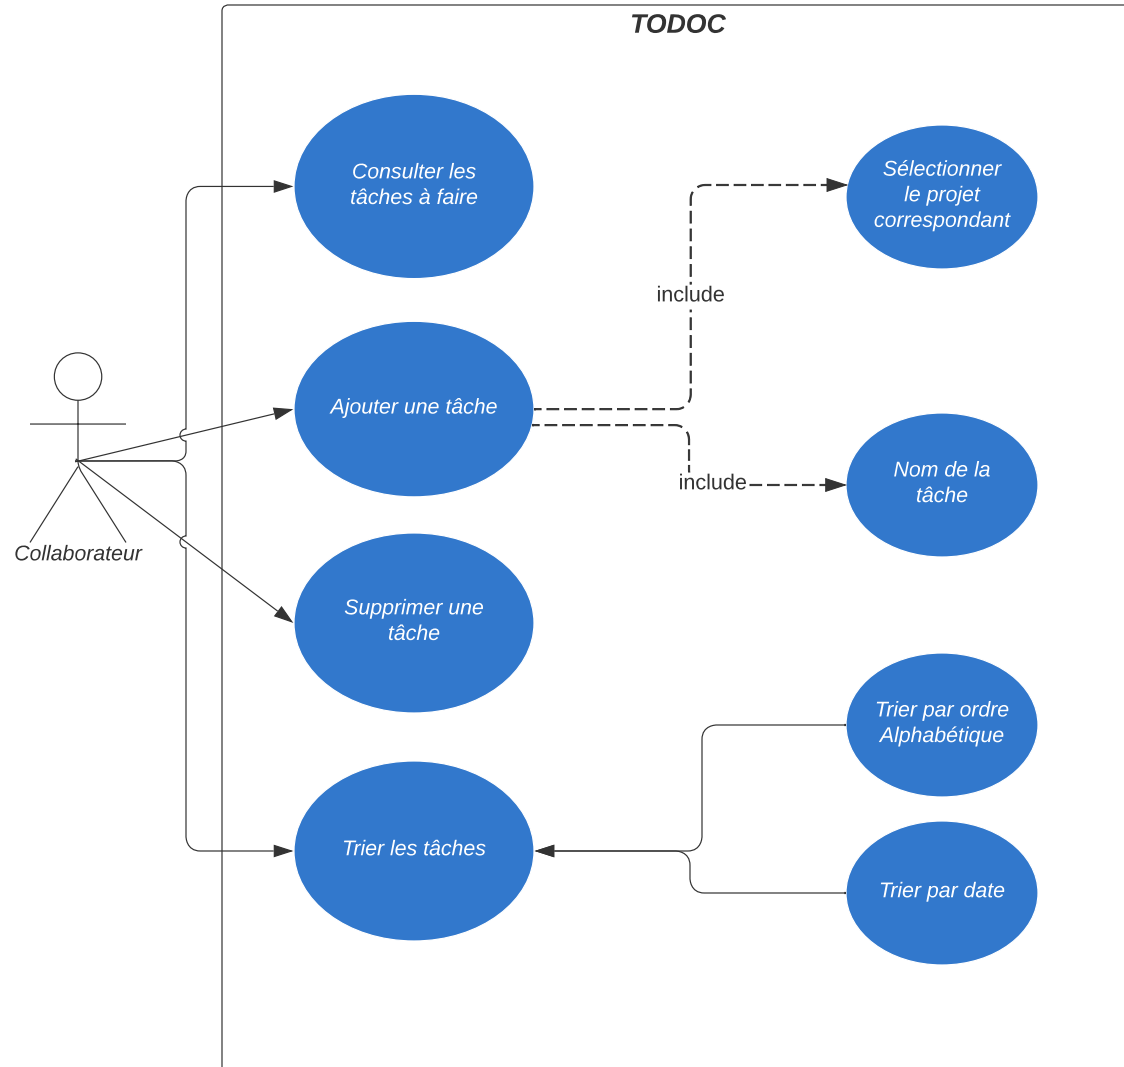 TODOC
Consulter les
tâches à faire
Sélectionner
le projet
correspondant
include
Ajouter une tâche
Nom de la
tâche
include
Collaborateur
Supprimer une
tâche
Trier par ordre
Alphabétique
Trier les tâches
Trier par date